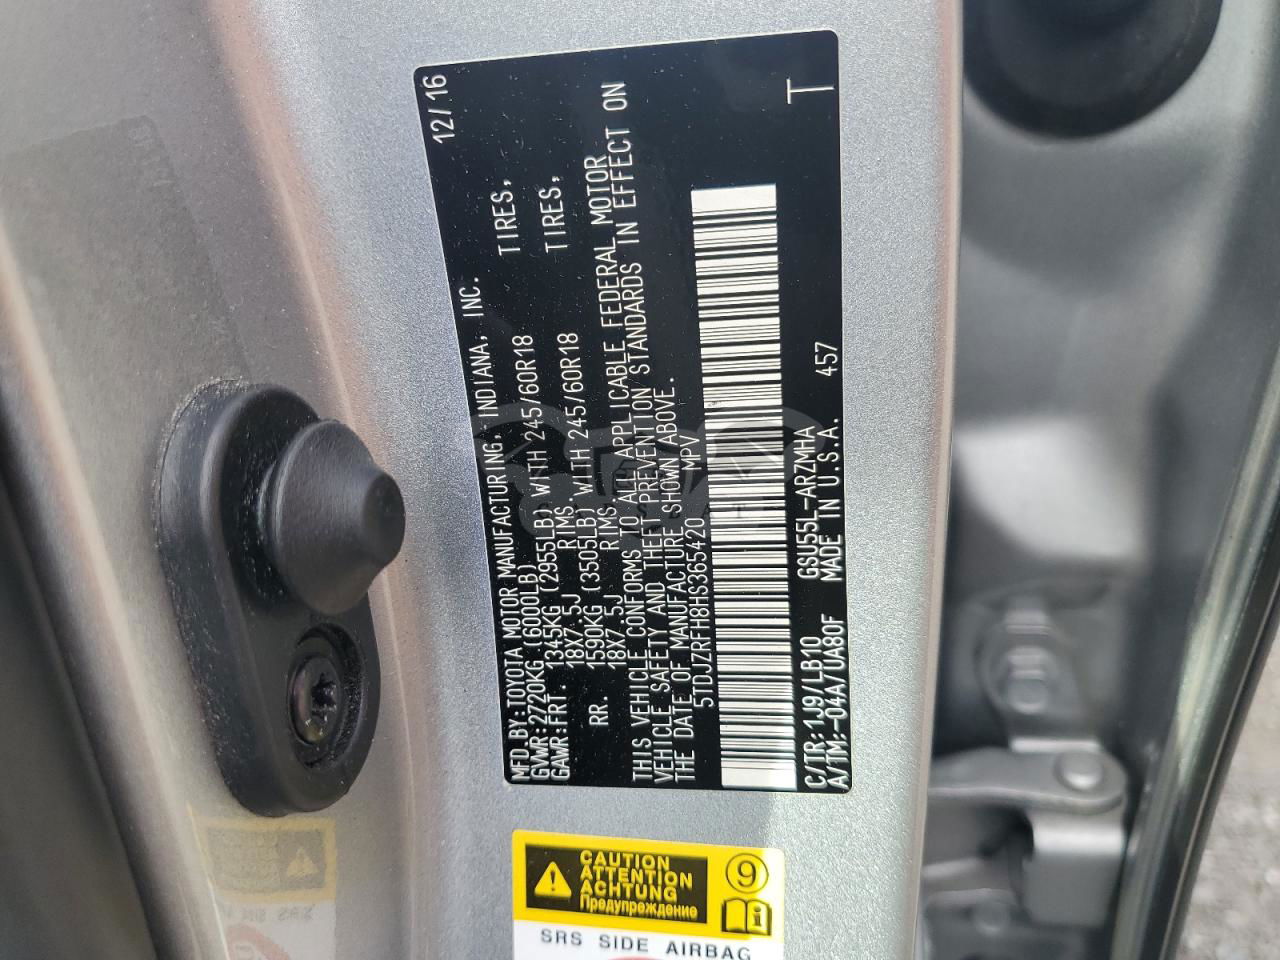 12/16
MFD.BY:TOYOTA MOTOR MANUFACTURING, INDIANA, INC.
GVWR:2720KG(6000LB)
GAWR:FRT. 1345KG (2955LB) WITH 245/60R18 TIRES,
18X7.5J RIMS.
RR. 1590KG (3505LB) WITH 245/60R18 TIRES,
18X7.5J RIMS.
THIS VEHICLE CONFORMS TO ALL APPLICABLE FEDERAL MOTOR
VEHICLE SAFETY AND THEFT PREVENTION STANDARDS IN EFFECT ON
THE DATE OF MANUFACTURE SHOWN ABOVE.
5TDJZRFH8HS365420 MPV
T
C/TR:1J9/LB10 GSU55L-ARZMHA 457
A/TM:-04A/UA80F MADE IN U.S.A.
CAUTION
ATTENTION
ACHTUNG
Предупреждение
9
i
SRS SIDE AIRBAG